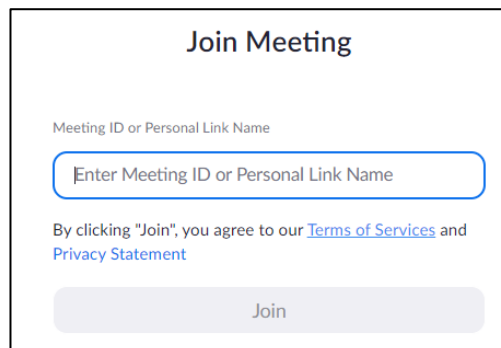 Join Meeting
Meeting ID or Personal Link Name
Enter Meeting ID or Personal Link Name
By clicking "Join", you agree to our Terms of Services and
Privacy Statement
Join